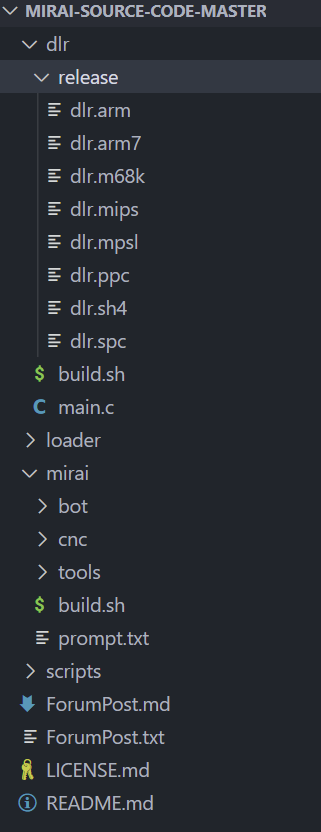 MIRAI-SOURCE-CODE-MASTER
dlr
release
dlr.arm
dlr.arm7
dlr.m68k
dlr.mips
dlr.mpsl
dlr.ppc
dlr.sh4
dlr.spc
$ build.sh
C main.c
loader
mirai
bot
cnc
tools
$ build.sh
prompt.txt
scripts
ForumPost.md
ForumPost.txt
LICENSE.md
README.md